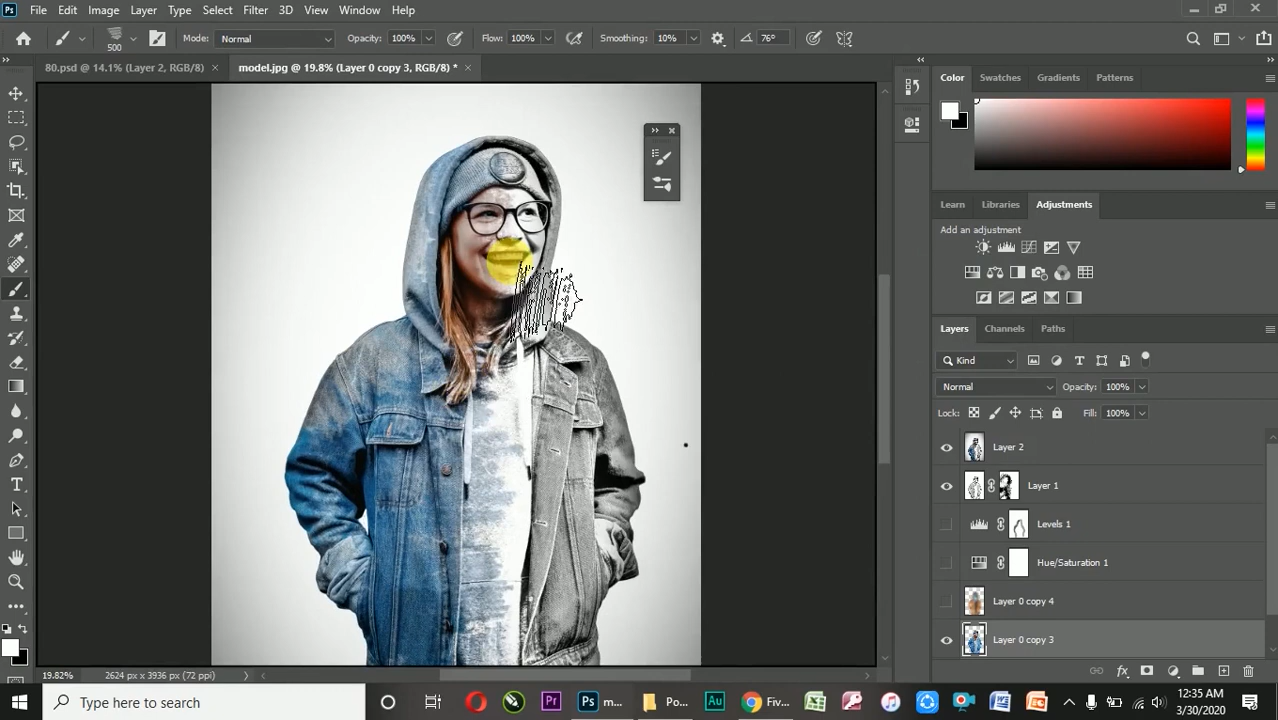 Ps File Edit Image Layer Type Select Filter 3D View Window Help
500 Mode: Normal Opacity: 100% Flow: 100% Smoothing: 10% 76°
80.psd @ 14.1% (Layer 2, RGB/8) × model.jpg @ 19.8% (Layer 0 copy 3, RGB/8) * ×
Color Swatches Gradients Patterns
Learn Libraries Adjustments
Add an adjustment
Layers Channels Paths
Kind
Normal Opacity: 100%
Lock: Fill: 100%
Layer 2
Layer 1
Levels 1
Hue/Saturation 1
Layer 0 copy 4
Layer 0 copy 3
19.82% 2624 px x 3936 px (72 ppi)
Type here to search
Pr Ps m... Po... Au Fiv...
12:35 AM
3/30/2020